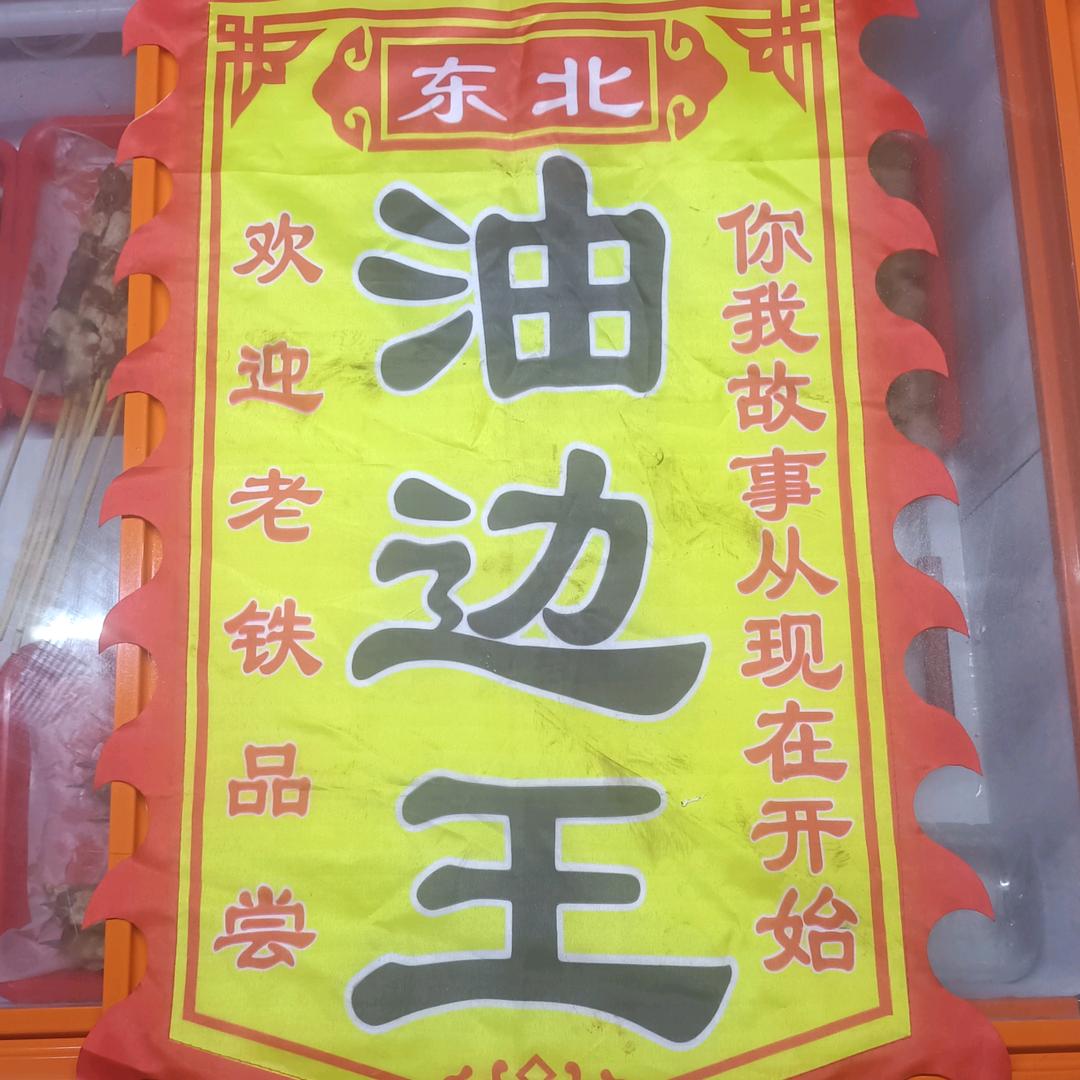 东北
你我故事从现在开始
油边王
欢迎老铁品尝